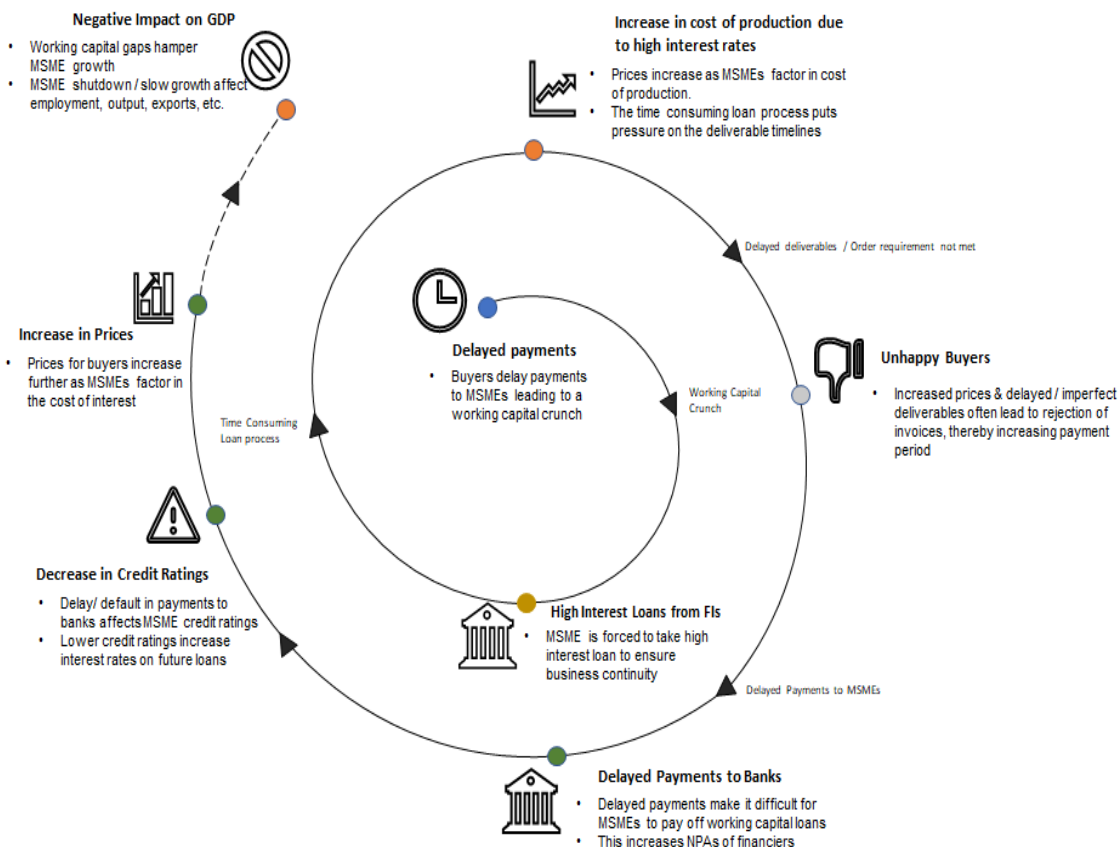 Negative Impact on GDP
• Working capital gaps hamper
MSME growth
• MSME shutdown / slow growth affect
employment, output, exports, etc.
Increase in cost of production due
to high interest rates
• Prices increase as MSMEs factor in cost
of production.
• The time consuming loan process puts
pressure on the deliverable timelines
Delayed deliverables / Order requirement not met
Increase in Prices
• Prices for buyers increase
further as MSMEs factor in
the cost of interest
Delayed payments
• Buyers delay payments
to MSMEs leading to a
working capital crunch
Working Capital
Crunch
Unhappy Buyers
• Increased prices & delayed / imperfect
deliverables often lead to rejection of
invoices, thereby increasing payment
period
Time Consuming
Loan process
Decrease in Credit Ratings
• Delay/ default in payments to
banks affects MSME credit ratings
• Lower credit ratings increase
interest rates on future loans
High Interest Loans from FIs
• MSME is forced to take high
interest loan to ensure
business continuity
Delayed Payments to MSMEs
Delayed Payments to Banks
• Delayed payments make it difficult for
MSMEs to pay off working capital loans
• This increases NPAs of financiers